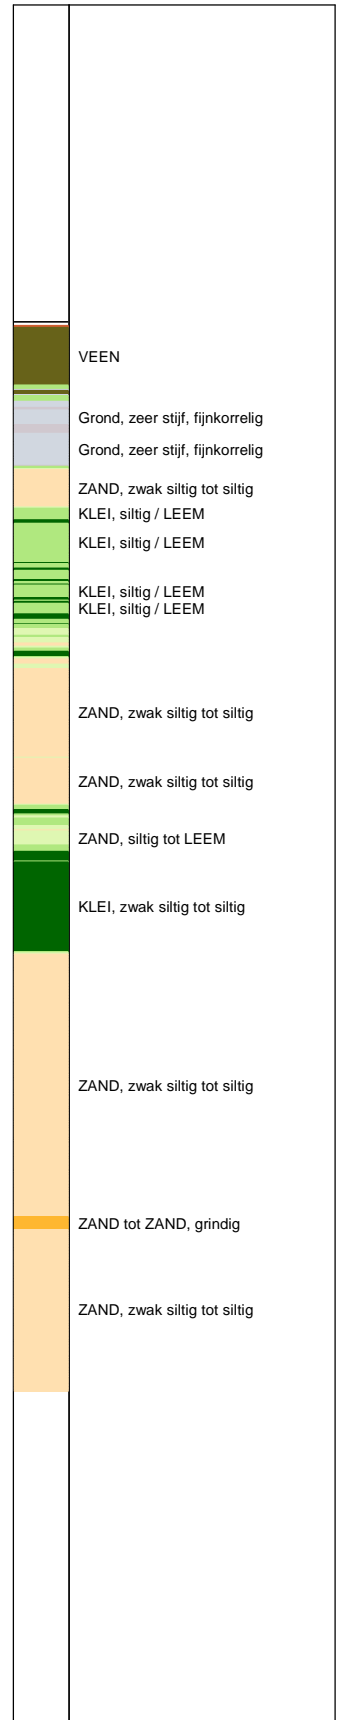 VEEN
Grond, zeer stijf, fijnkorrelig
Grond, zeer stijf, fijnkorrelig
ZAND, zwak siltig tot siltig
KLEI, siltig / LEEM
KLEI, siltig / LEEM
KLEI, siltig / LEEM
KLEI, siltig / LEEM
ZAND, zwak siltig tot siltig
ZAND, zwak siltig tot siltig
ZAND, siltig tot LEEM
KLEI, zwak siltig tot siltig
ZAND, zwak siltig tot siltig
ZAND tot ZAND, grindig
ZAND, zwak siltig tot siltig